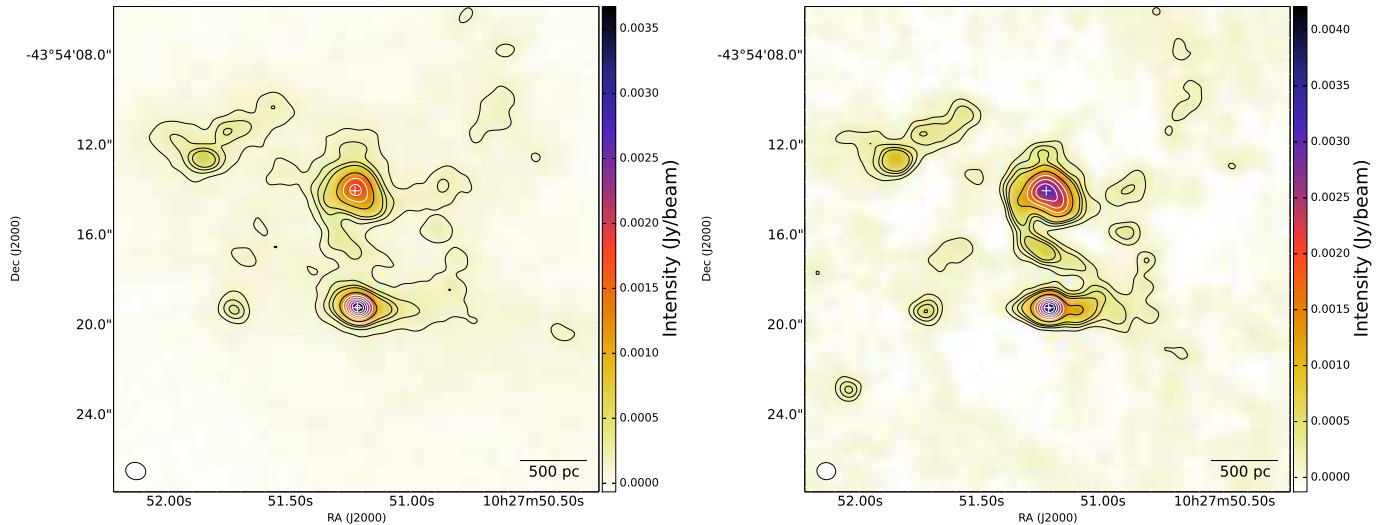 -43°54'08.0"
12.0"
16.0"
20.0"
24.0"
Dec (J2000)
52.00s
51.50s
51.00s
10h27m50.50s
RA (J2000)
500 pc
0.0035
0.0030
0.0025
0.0020
0.0015
0.0010
0.0005
0.0000
Intensity (Jy/beam)
-43°54'08.0"
12.0"
16.0"
20.0"
24.0"
Dec (J2000)
52.00s
51.50s
51.00s
10h27m50.50s
RA (J2000)
500 pc
0.0040
0.0035
0.0030
0.0025
0.0020
0.0015
0.0010
0.0005
0.0000
Intensity (Jy/beam)